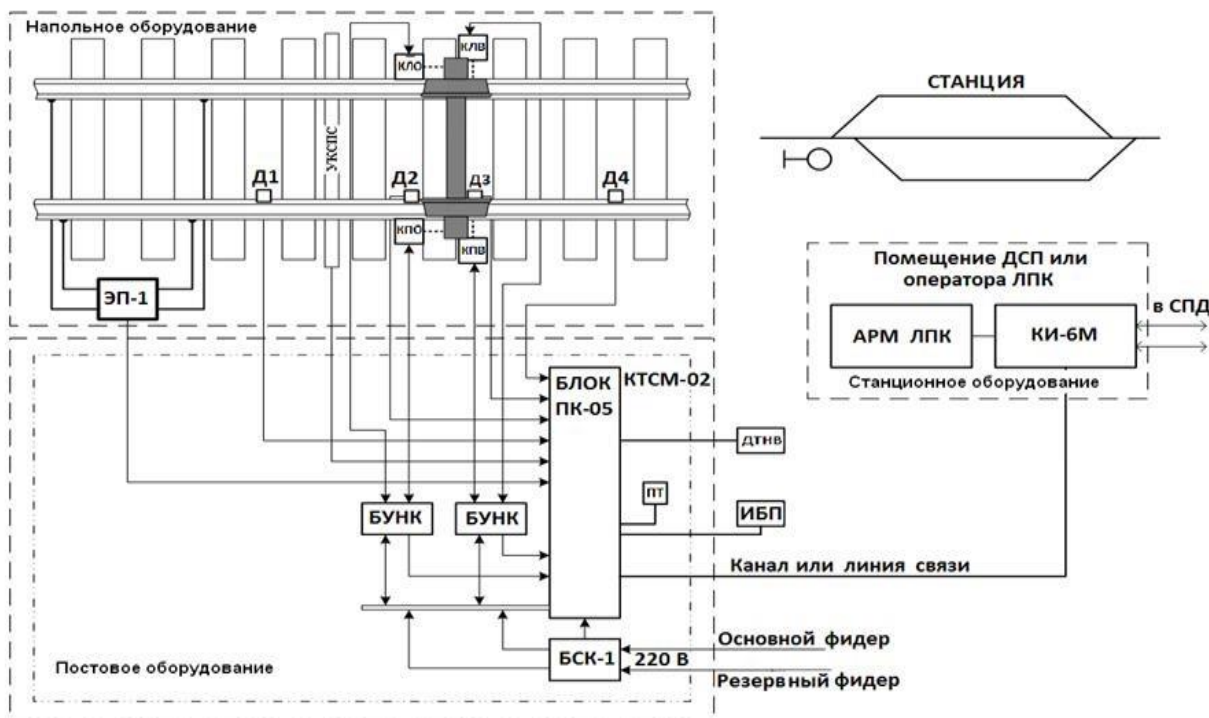 Напольное оборудование
КЛО
КЛВ
УКСПС
Д1
Д2
Д3
Д4
КПО
КПВ
ЭП-1
СТАНЦИЯ
Помещение ДСП или
оператора ЛПК
АРМ ЛПК
КИ-6М
в СПД
Станционное оборудование
БЛОК
ПК-05
КТСМ-02
ДТНВ
ПТ
ИБП
БУНК
БУНК
Канал или линия связи
БСК-1
220 В
Основной фидер
Резервный фидер
Постовое оборудование